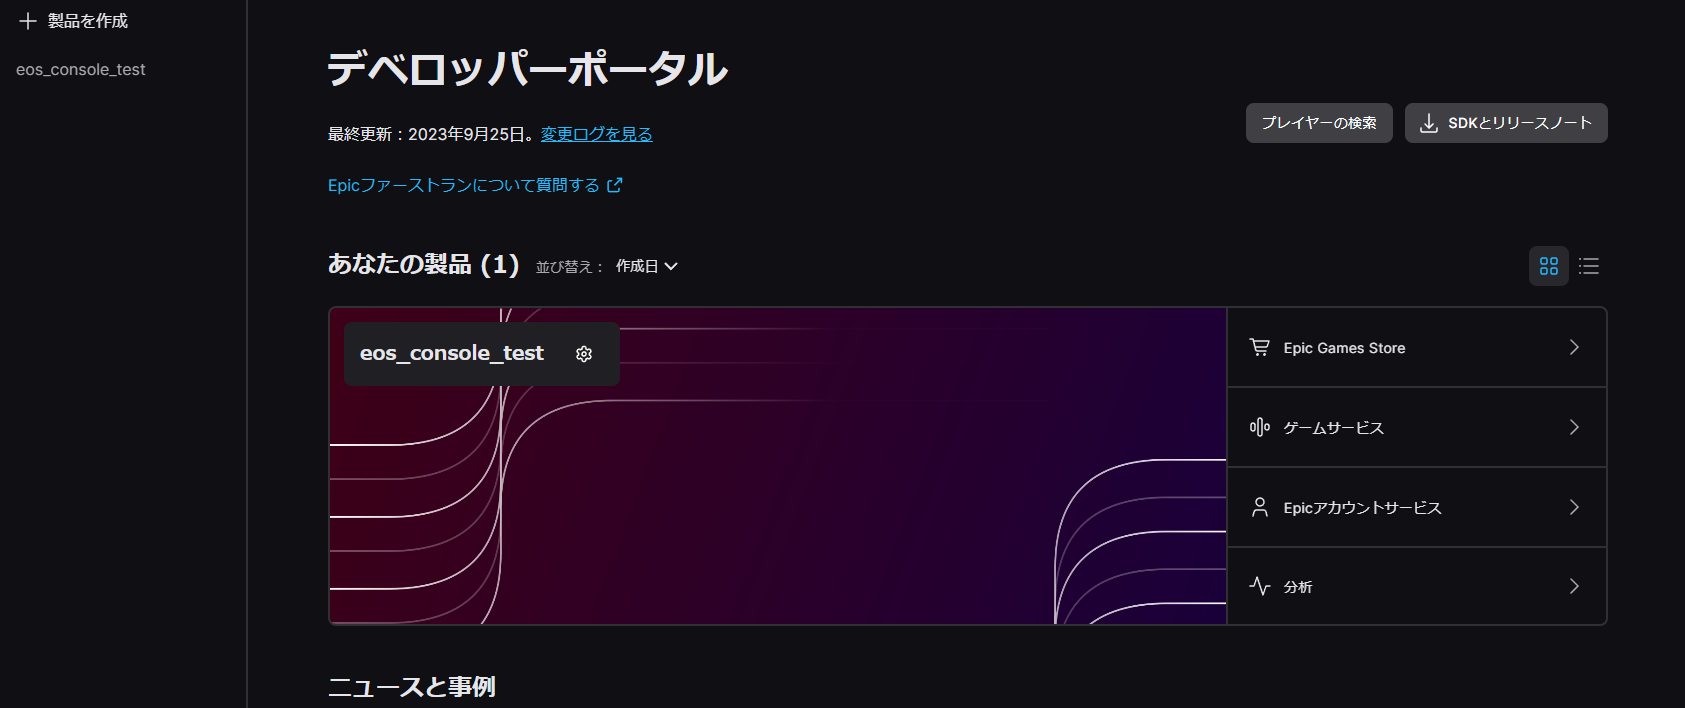 製品を作成
eos_console_test
デベロッパーポータル
最終更新：2023年9月25日。変更ログを見る
プレイヤーの検索
SDKとリリースノート
Epicファーストランについて質問する
あなたの製品 (1)
並び替え： 作成日
eos_console_test
Epic Games Store
ゲームサービス
Epicアカウントサービス
分析
ニュースと事例